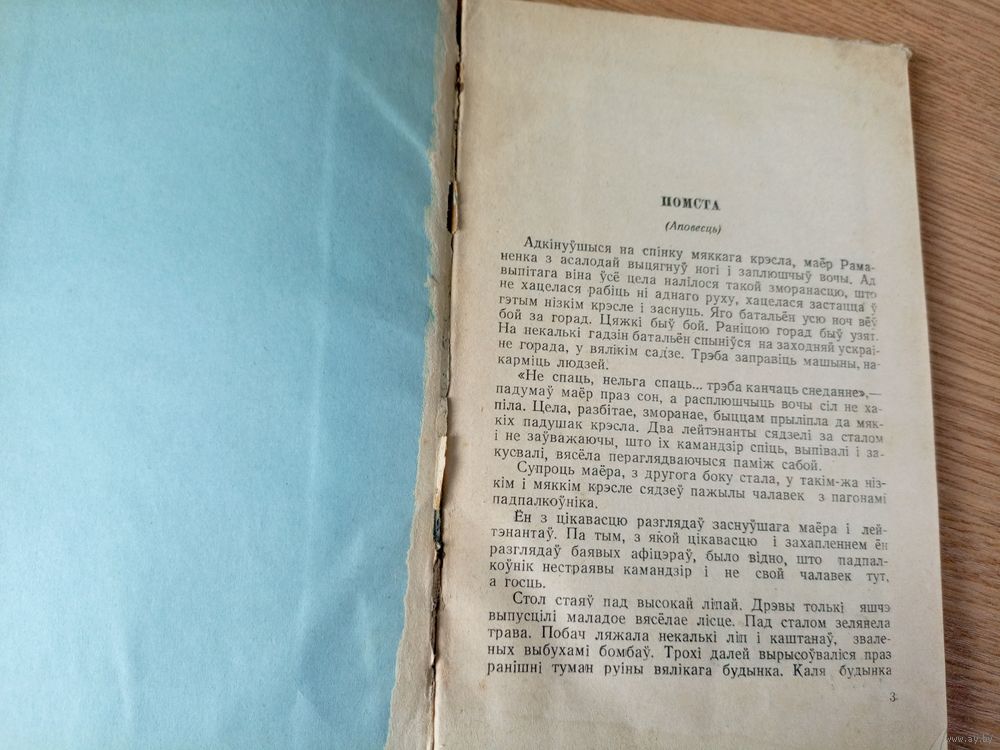 ПОМСТА
(Аповесць)
Адкінуўшыся на спінку мяккага крэсла, маёр Рама-
ненка з асалодай выцягнуў ногі і заплюшчыў вочы. Ад
выпітага віна ўсё цела налілося такой зморанасцю, што
не хацелася рабіць ні аднаго руху, хацелася застацца ў
гэтым нізкім крэсле і заснуць. Яго батальён усю ноч вёў
бой за горад. Цяжкі быў бой. Раніцою горад быў узят.
На некалькі гадзін батальён спыніўся на заходняй ускраі-
не горада, у вялікім садзе. Трэба заправіць машыны, на-
карміць людзей.
«Не спаць, нельга спаць... трэба канчаць снеданне»,—
падумаў маёр праз сон, а расплюшчыць вочы сіл не ха-
піла. Цела, разбітае, зморанае, быццам прыліпла да мяк-
кіх падушак крэсла. Два лейтэнанты сядзелі за сталом
і не заўважаючы, што іх камандзір спіць, выпівалі і за-
кусвалі, вясёла пераглядваючыся паміж сабой.
Супроць маёра, з другога боку стала, у такім-жа ніз-
кім і мяккім крэсле сядзеў пажылы чалавек з пагонамі
падпалкоўніка.
Ён з цікавасцю разглядаў заснуўшага маёра і лей-
тэнантаў. Па тым, з якой цікавасцю і захапленнем ён
разглядаў баявых афіцэраў, было відно, што падпал-
коўнік нестраявы камандзір і не свой чалавек тут,
а госць.
Стол стаяў пад высокай ліпай. Дрэвы толькі яшчэ
выпусцілі маладое вясёлае лісце. Пад сталом зелянела
трава. Побач ляжала некалькі ліп і каштанаў, звале-
ных выбухамі бомбаў. Трохі далей вырысоўваліся праз
ранішні туман руіны вялікага будынка. Каля будынка
3
www.ay.by